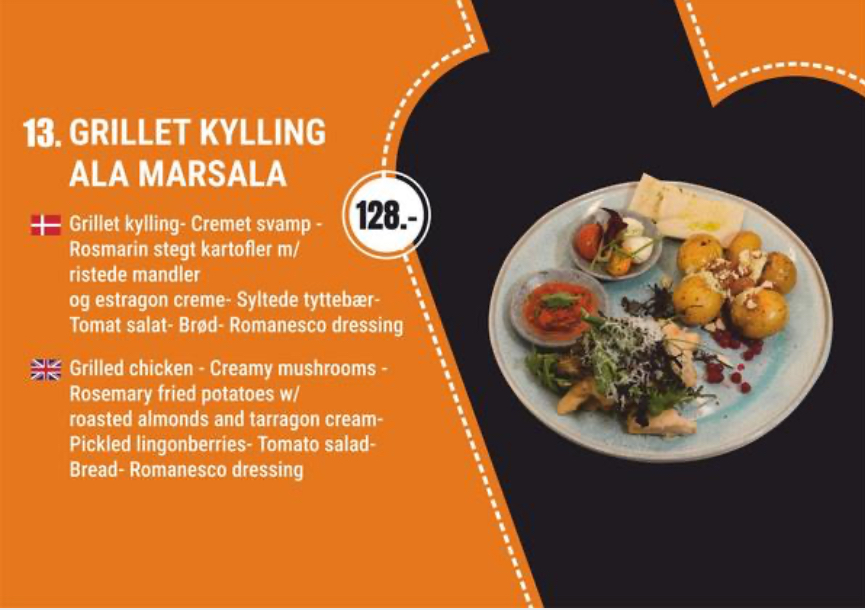 13. GRILLET KYLLING
ALA MARSALA
128.-
Grillet kylling- Cremet svamp -
Rosmarin stegt kartofler m/
ristede mandler
og estragon creme- Syltede tyttebær-
Tomat salat- Brød- Romanesco dressing
Grilled chicken - Creamy mushrooms -
Rosemary fried potatoes w/
roasted almonds and tarragon cream-
Pickled lingonberries- Tomato salad-
Bread- Romanesco dressing